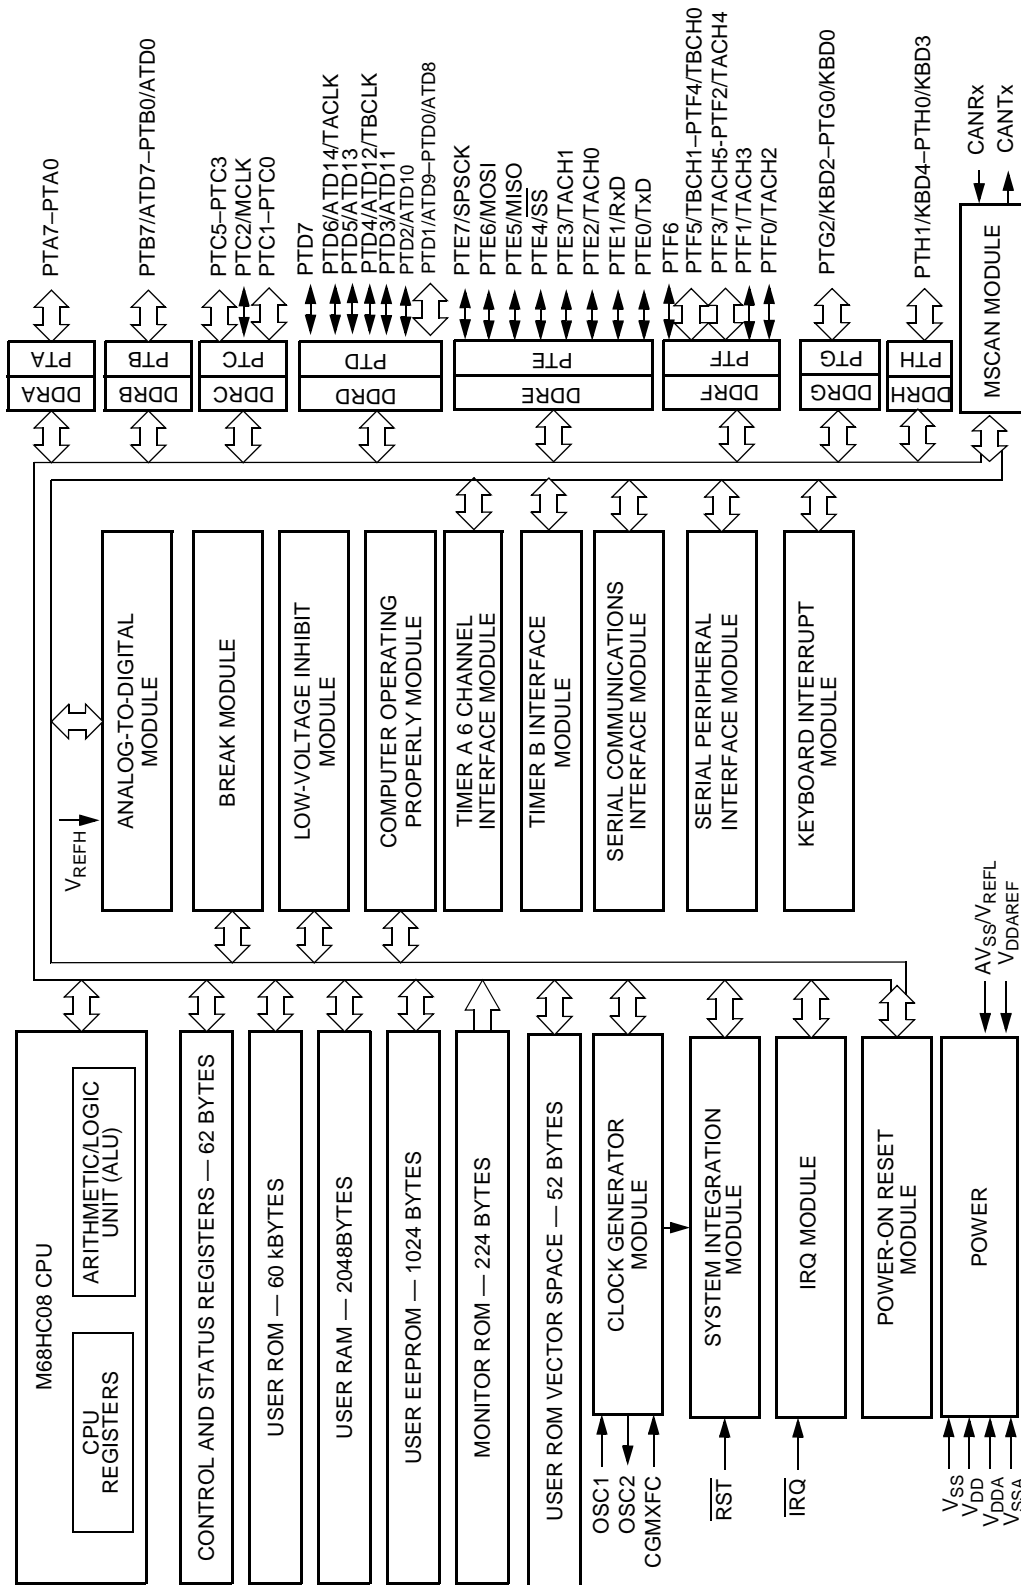 M68HC08 CPU
CPU
REGISTERS
ARITHMETIC/LOGIC
UNIT (ALU)
CONTROL AND STATUS REGISTERS — 62 BYTES
USER ROM — 60 kBYTES
USER RAM — 2048BYTES
USER EEPROM — 1024 BYTES
MONITOR ROM — 224 BYTES
USER ROM VECTOR SPACE — 52 BYTES
OSC1
OSC2
CGMXFC
CLOCK GENERATOR
MODULE
RST
SYSTEM INTEGRATION
MODULE
IRQ
IRQ MODULE
POWER-ON RESET
MODULE
VSS
VDD
VDDA
VSSA
POWER
AVSS/VREFL
VDDAREF
VREFH
ANALOG-TO-DIGITAL
MODULE
BREAK MODULE
LOW-VOLTAGE INHIBIT
MODULE
COMPUTER OPERATING
PROPERLY MODULE
TIMER A 6 CHANNEL
INTERFACE MODULE
TIMER B INTERFACE
MODULE
SERIAL COMMUNICATIONS
INTERFACE MODULE
SERIAL PERIPHERAL
INTERFACE MODULE
KEYBOARD INTERRUPT
MODULE
DDRA
PTA
PTA7–PTA0
DDRB
PTB
PTB7/ATD7–PTB0/ATD0
DDRC
PTC
PTC5–PTC3
PTC2/MCLK
PTC1–PTC0
DDRD
PTD
PTD7
PTD6/ATD14/TACLK
PTD5/ATD13
PTD4/ATD12/TBCLK
PTD3/ATD11
PTD2/ATD10
PTD1/ATD9–PTD0/ATD8
DDRE
PTE
PTE7/SPSCK
PTE6/MOSI
PTE5/MISO
PTE4/SS
PTE3/TACH1
PTE2/TACH0
PTE1/RxD
PTE0/TxD
DDRF
PTF
PTF6
PTF5/TBCH1–PTF4/TBCH0
PTF3/TACH5-PTF2/TACH4
PTF1/TACH3
PTF0/TACH2
DDRG
PTG
PTG2/KBD2–PTG0/KBD0
DDRH
PTH
PTH1/KBD4–PTH0/KBD3
MSCAN MODULE
CANRx
CANTx